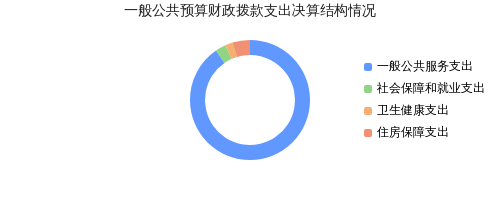 一般公共预算财政拨款支出决算结构情况
一般公共服务支出
社会保障和就业支出
卫生健康支出
住房保障支出